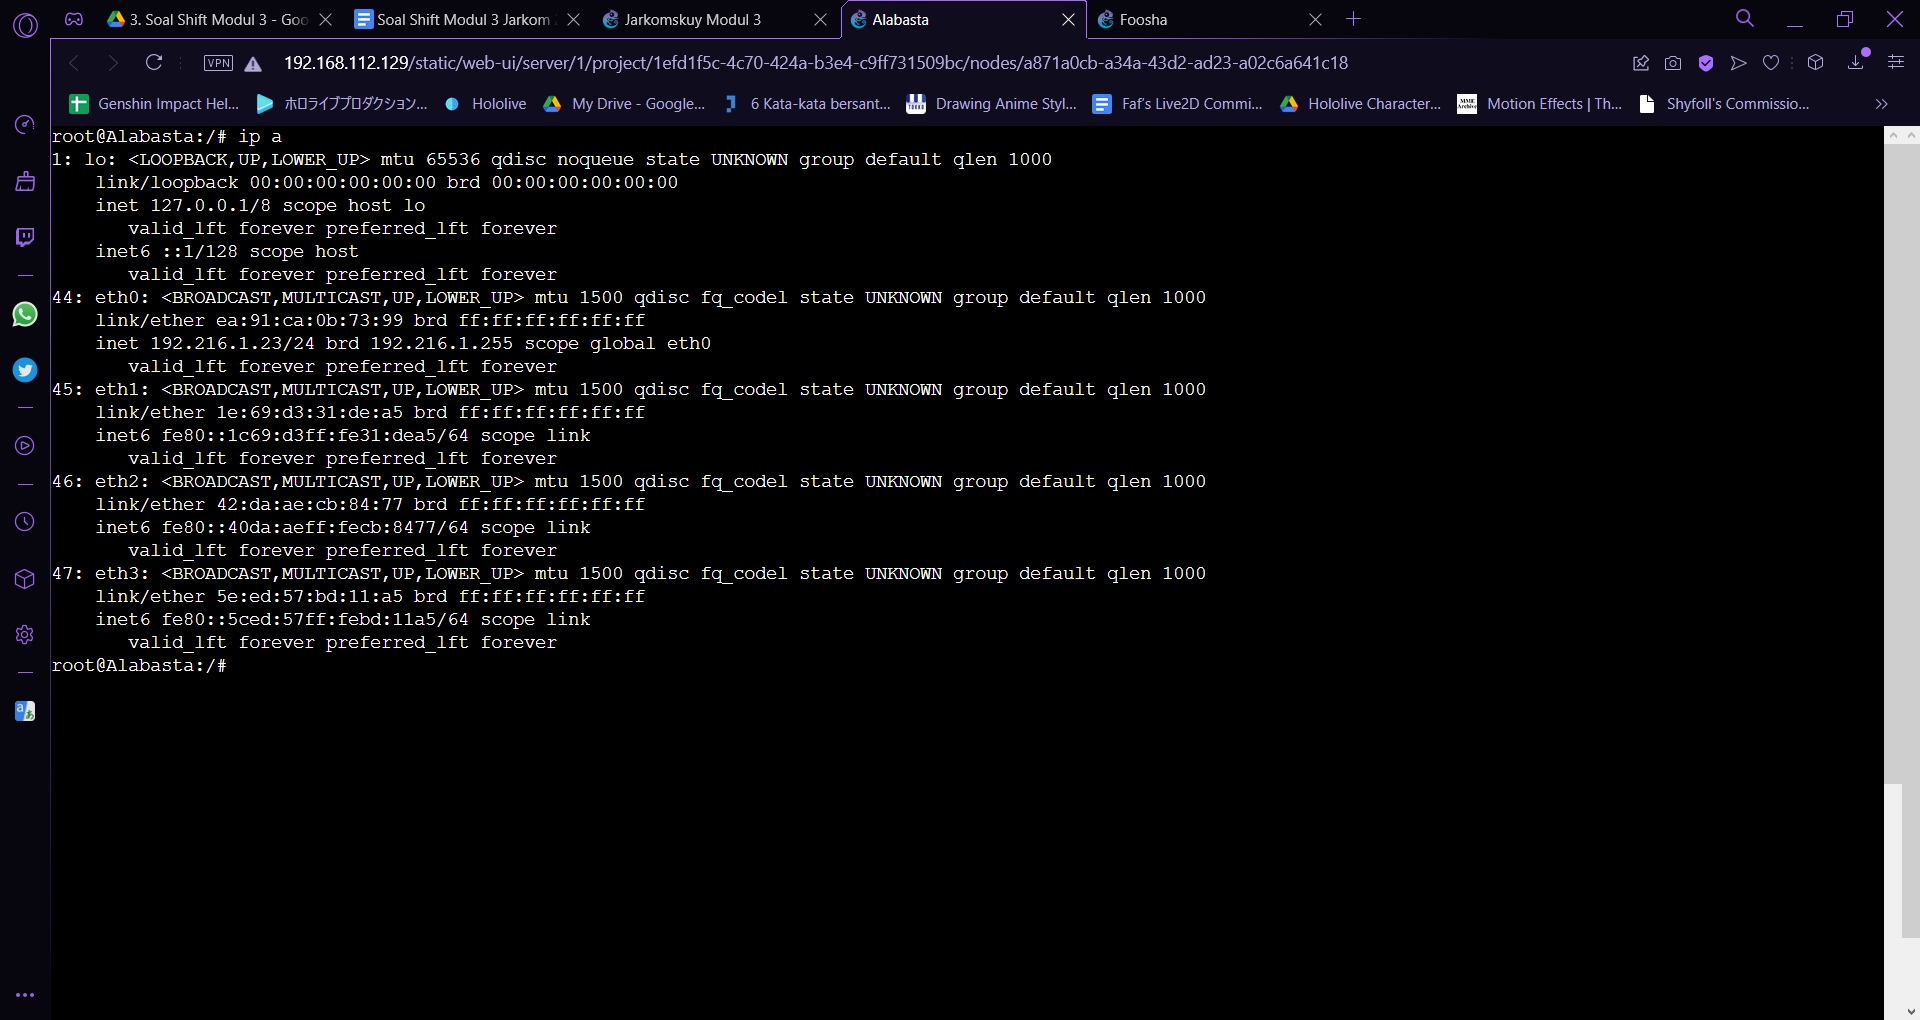 3. Soal Shift Modul 3 - Goo
Soal Shift Modul 3 Jarkom
Jarkomskuy Modul 3
Alabasta
Foosha
VPN
192.168.112.129/static/web-ui/server/1/project/1efd1f5c-4c70-424a-b3e4-c9ff731509bc/nodes/a871a0cb-a34a-43d2-ad23-a02c6a641c18
Genshin Impact Hel...
ホロライブプロダクション...
Hololive
My Drive - Google...
6 Kata-kata bersant...
Drawing Anime Styl...
Faf's Live2D Commi...
Hololive Character...
Motion Effects | Th...
Shyfoll's Commissio...
root@Alabasta:/# ip a
1: lo: <LOOPBACK,UP,LOWER_UP> mtu 65536 qdisc noqueue state UNKNOWN group default qlen 1000
    link/loopback 00:00:00:00:00:00 brd 00:00:00:00:00:00
    inet 127.0.0.1/8 scope host lo
       valid_lft forever preferred_lft forever
    inet6 ::1/128 scope host
       valid_lft forever preferred_lft forever
44: eth0: <BROADCAST,MULTICAST,UP,LOWER_UP> mtu 1500 qdisc fq_codel state UNKNOWN group default qlen 1000
    link/ether ea:91:ca:0b:73:99 brd ff:ff:ff:ff:ff:ff
    inet 192.216.1.23/24 brd 192.216.1.255 scope global eth0
       valid_lft forever preferred_lft forever
45: eth1: <BROADCAST,MULTICAST,UP,LOWER_UP> mtu 1500 qdisc fq_codel state UNKNOWN group default qlen 1000
    link/ether 1e:69:d3:31:de:a5 brd ff:ff:ff:ff:ff:ff
    inet6 fe80::1c69:d3ff:fe31:dea5/64 scope link
       valid_lft forever preferred_lft forever
46: eth2: <BROADCAST,MULTICAST,UP,LOWER_UP> mtu 1500 qdisc fq_codel state UNKNOWN group default qlen 1000
    link/ether 42:da:ae:cb:84:77 brd ff:ff:ff:ff:ff:ff
    inet6 fe80::40da:aeff:fecb:8477/64 scope link
       valid_lft forever preferred_lft forever
47: eth3: <BROADCAST,MULTICAST,UP,LOWER_UP> mtu 1500 qdisc fq_codel state UNKNOWN group default qlen 1000
    link/ether 5e:ed:57:bd:11:a5 brd ff:ff:ff:ff:ff:ff
    inet6 fe80::5ced:57ff:febd:11a5/64 scope link
       valid_lft forever preferred_lft forever
root@Alabasta:/#